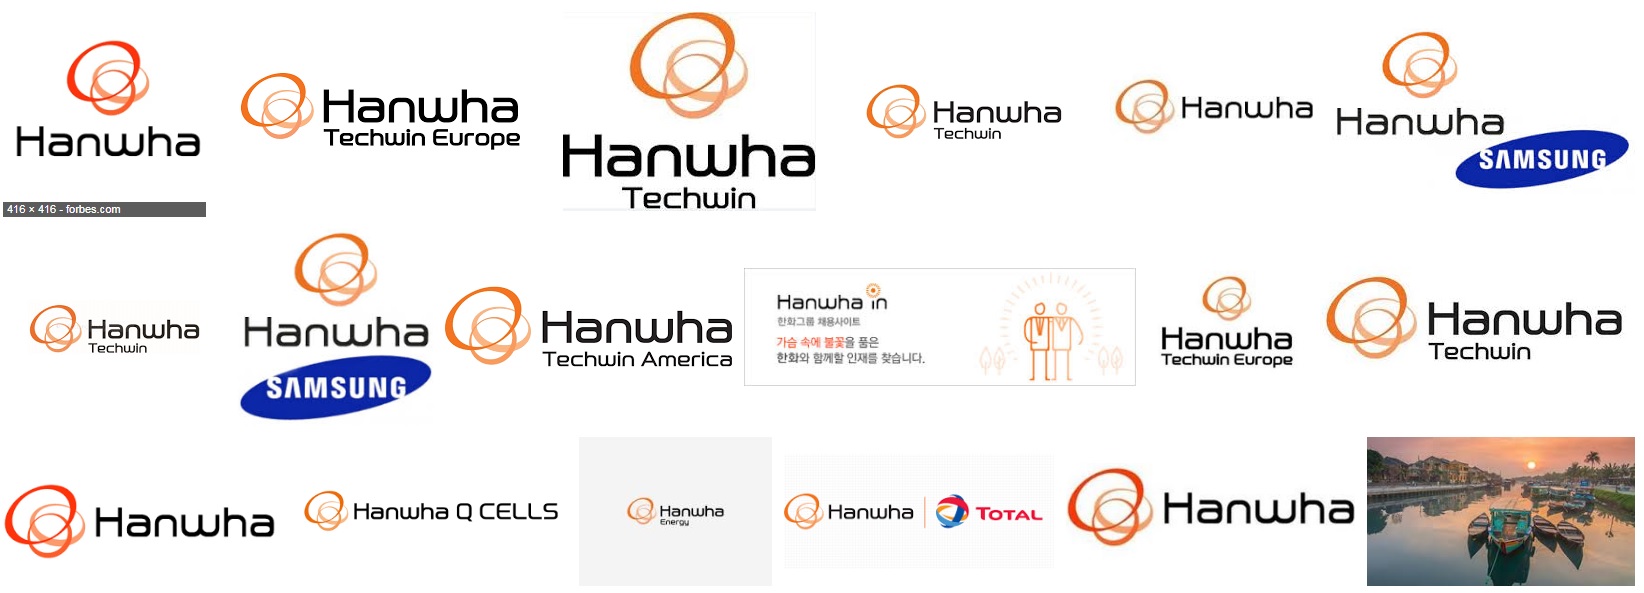 Hanwha
416 × 416 - forbes.com
Hanwha
Techwin Europe
Hanwha
Techwin
Hanwha
Techwin
Hanwha
Hanwha
SAMSUNG
Hanwha
Techwin
Hanwha
SAMSUNG
Hanwha
Techwin America
Hanwha in
한화그룹 채용사이트
가슴 속에 불꽃을 품은
한화와 함께할 인재를 찾습니다.
Hanwha
Techwin Europe
Hanwha
Techwin
Hanwha
Hanwha Q CELLS
Hanwha
Energy
Hanwha
TOTAL
Hanwha